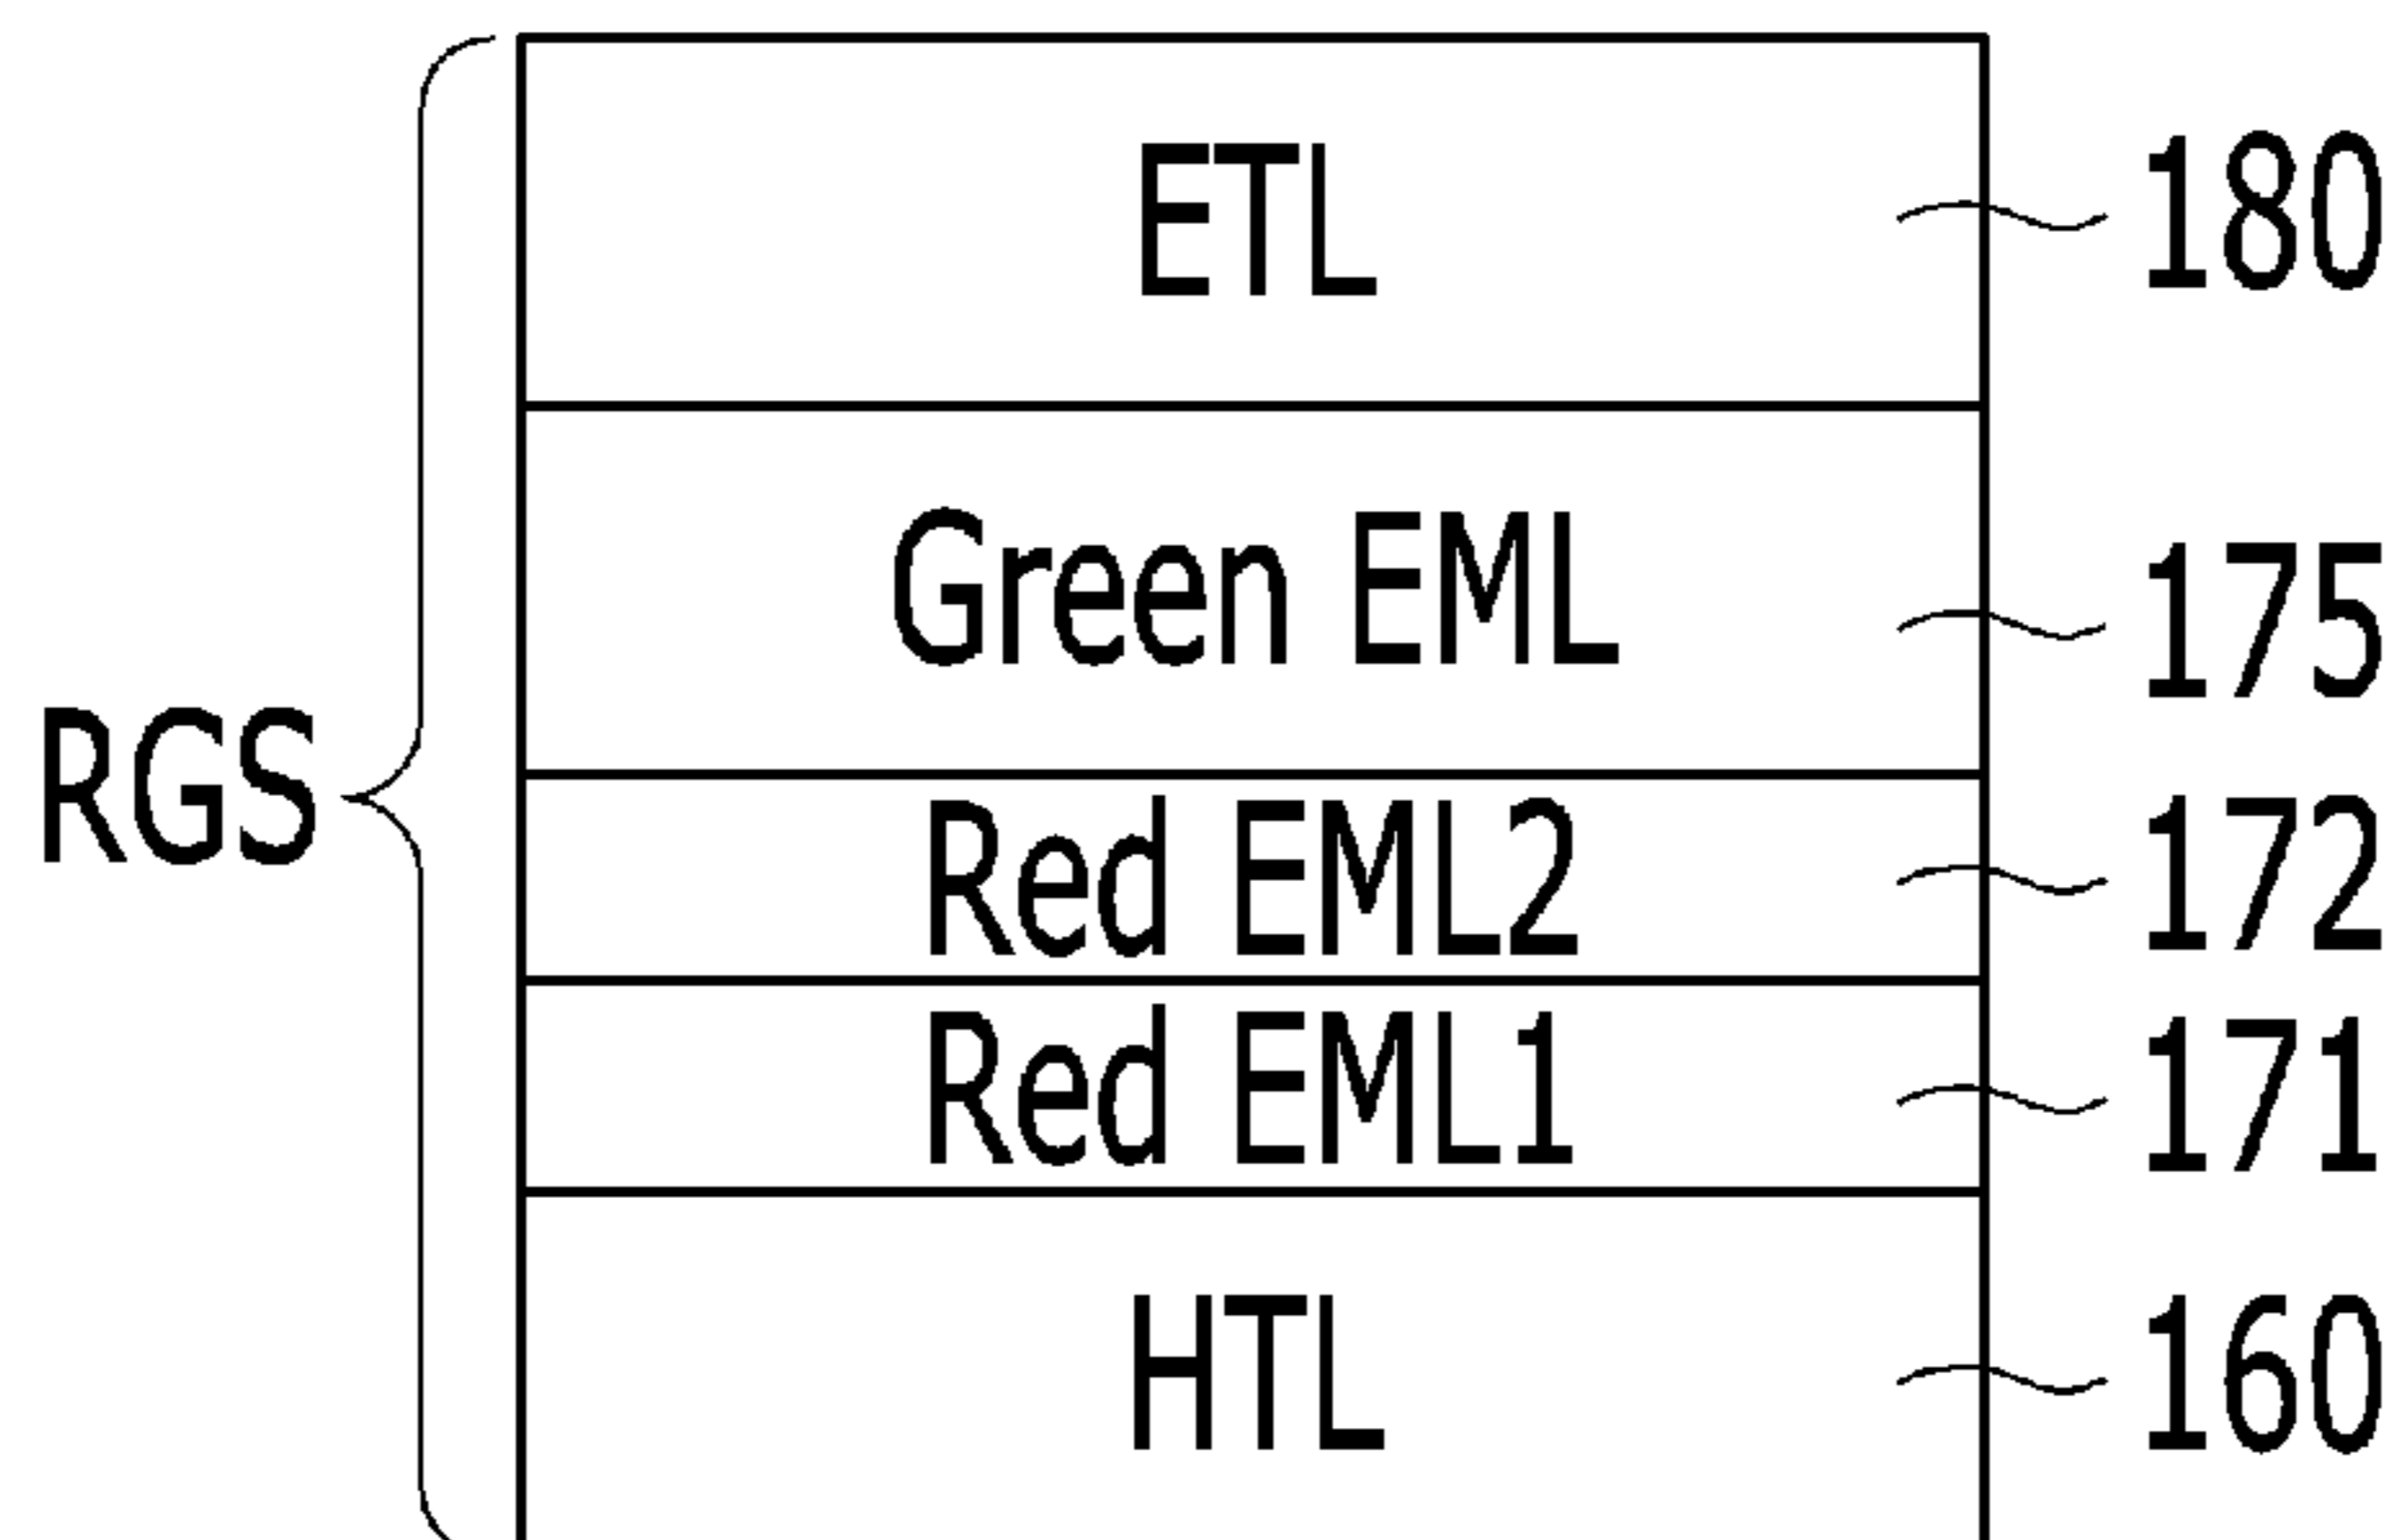 ETL 180
Green EML 175
RGS
Red EML2 172
Red EML1 171
HTL 160